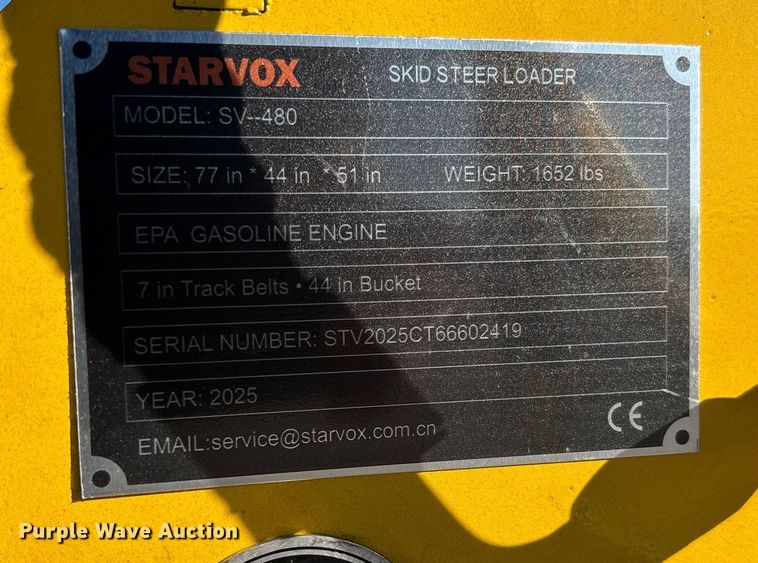 STARVOX SKID STEER LOADER
MODEL: SV--480
SIZE: 77 in * 44 in * 51 in WEIGHT: 1652 lbs
EPA GASOLINE ENGINE
7 in Track Belts • 44 in Bucket
SERIAL NUMBER: STV2025CT66602419
YEAR: 2025
EMAIL:service@starvox.com.cn CE
Purple Wave Auction